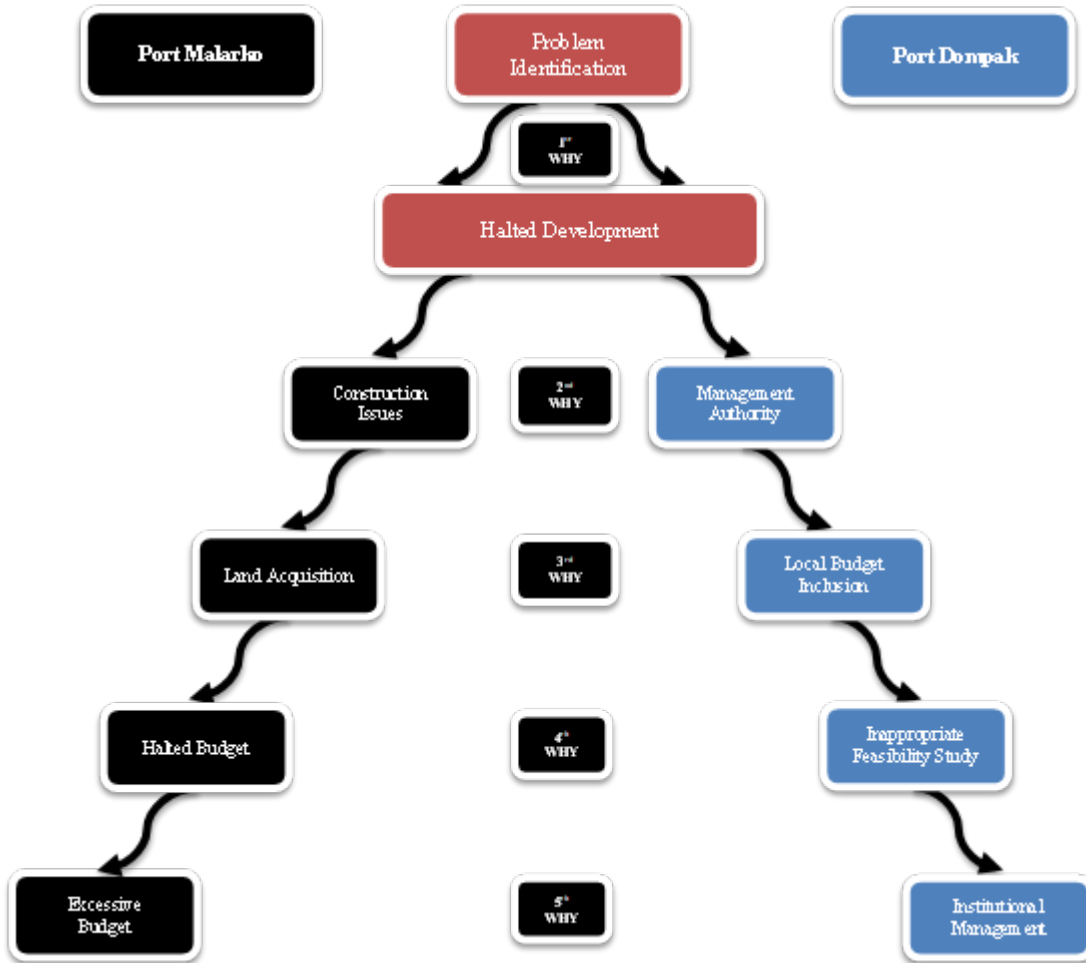 Port Malarko
Problem
Identification
Port Dompak
1st
WHY
Halted Development
Construction
Issues
2nd
WHY
Management
Authority
Land Acquisition
3rd
WHY
Local Budget
Inclusion
Halted Budget
4th
WHY
Inappropriate
Feasibility Study
Excessive
Budget
5th
WHY
Institutional
Management